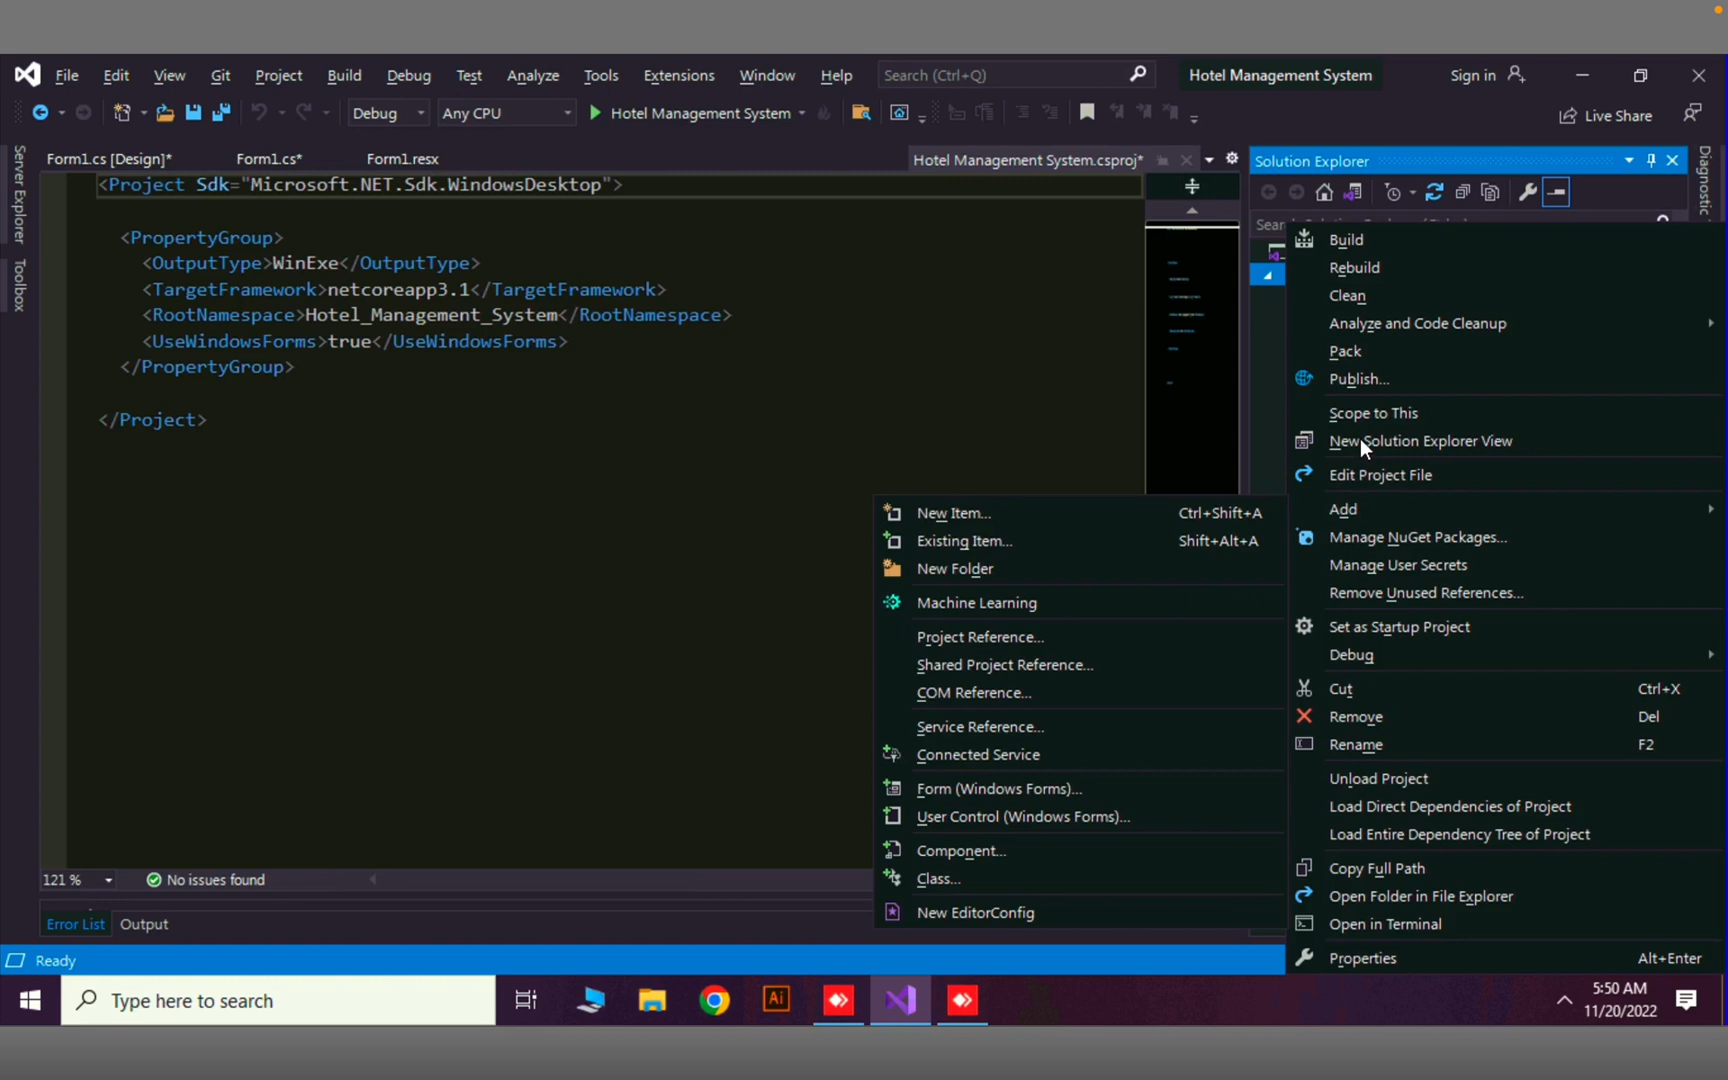 File Edit View Git Project Build Debug Test Analyze Tools Extensions Window Help Search (Ctrl+Q) Hotel Management System Sign in
Debug Any CPU Hotel Management System Live Share
Form1.cs [Design]* Form1.cs* Form1.resx Hotel Management System.csproj* Solution Explorer
Server Explorer
Toolbox
Diagnostic
<Project Sdk="Microsoft.NET.Sdk.WindowsDesktop">
<PropertyGroup>
<OutputType>WinExe</OutputType>
<TargetFramework>netcoreapp3.1</TargetFramework>
<RootNamespace>Hotel_Management_System</RootNamespace>
<UseWindowsForms>true</UseWindowsForms>
</PropertyGroup>
</Project>
Build
Rebuild
Clean
Analyze and Code Cleanup
Pack
Publish...
Scope to This
New Solution Explorer View
Edit Project File
Add
Manage NuGet Packages...
Manage User Secrets
Remove Unused References...
Set as Startup Project
Debug
Cut Ctrl+X
Remove Del
Rename F2
Unload Project
Load Direct Dependencies of Project
Load Entire Dependency Tree of Project
Copy Full Path
Open Folder in File Explorer
Open in Terminal
Properties Alt+Enter
New Item... Ctrl+Shift+A
Existing Item... Shift+Alt+A
New Folder
Machine Learning
Project Reference...
Shared Project Reference...
COM Reference...
Service Reference...
Connected Service
Form (Windows Forms)...
User Control (Windows Forms)...
Component...
Class...
New EditorConfig
121 % No issues found
Error List Output
Ready
Type here to search
Ai
5:50 AM
11/20/2022